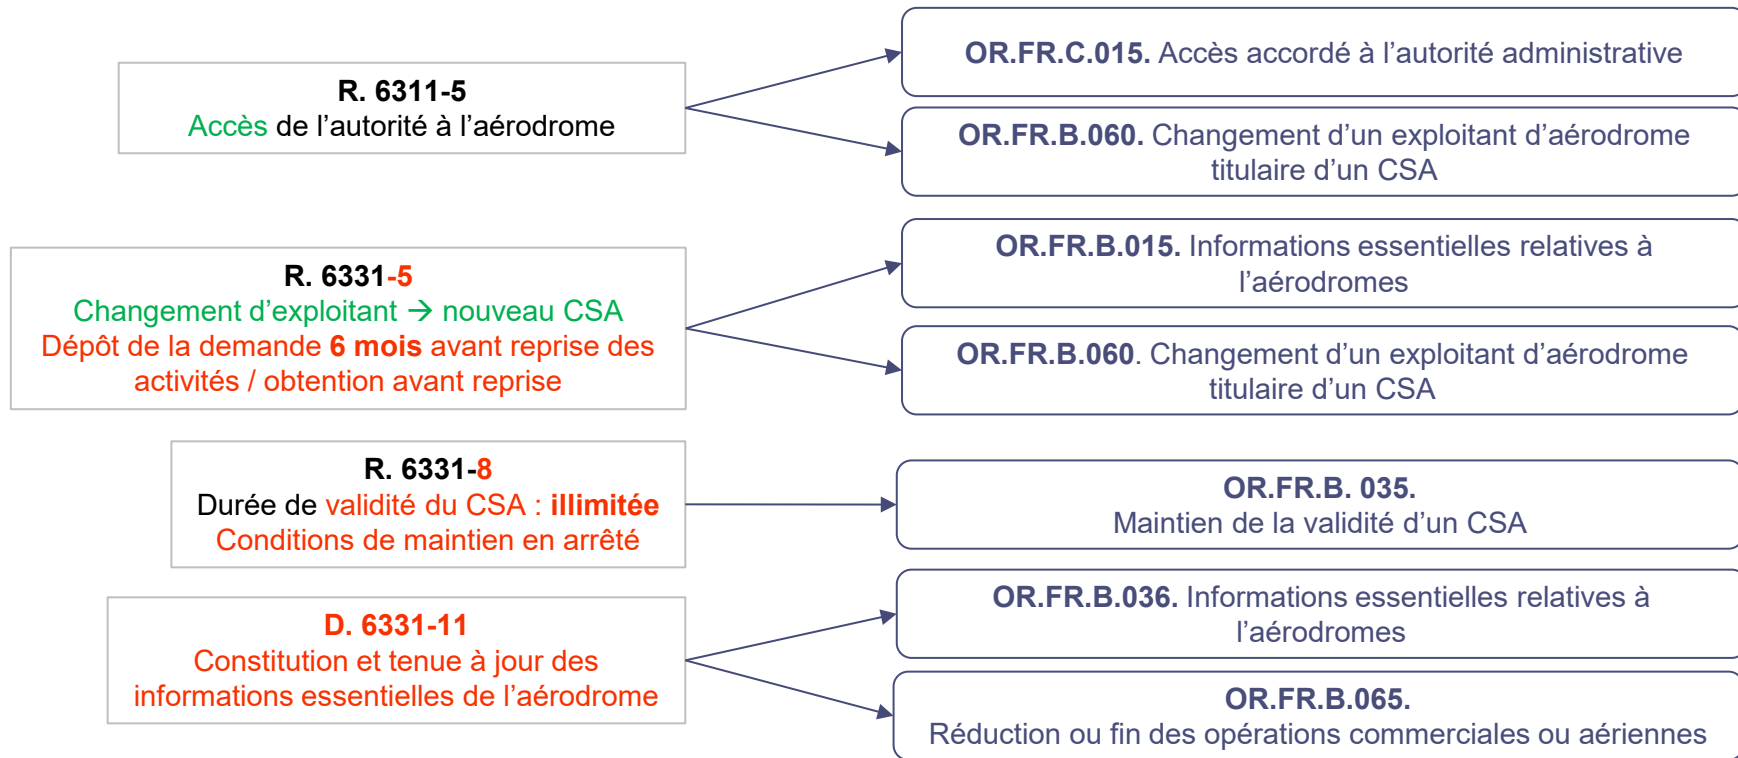 R. 6311-5
Accès de l’autorité à l’aérodrome
OR.FR.C.015. Accès accordé à l’autorité administrative
OR.FR.B.060. Changement d’un exploitant d’aérodrome
titulaire d’un CSA
R. 6331-5
Changement d’exploitant → nouveau CSA
Dépôt de la demande 6 mois avant reprise des
activités / obtention avant reprise
OR.FR.B.015. Informations essentielles relatives à
l’aérodromes
OR.FR.B.060. Changement d’un exploitant d’aérodrome
titulaire d’un CSA
R. 6331-8
Durée de validité du CSA : illimitée
Conditions de maintien en arrêté
OR.FR.B. 035.
Maintien de la validité d’un CSA
D. 6331-11
Constitution et tenue à jour des
informations essentielles de l’aérodrome
OR.FR.B.036. Informations essentielles relatives à
l’aérodromes
OR.FR.B.065.
Réduction ou fin des opérations commerciales ou aériennes